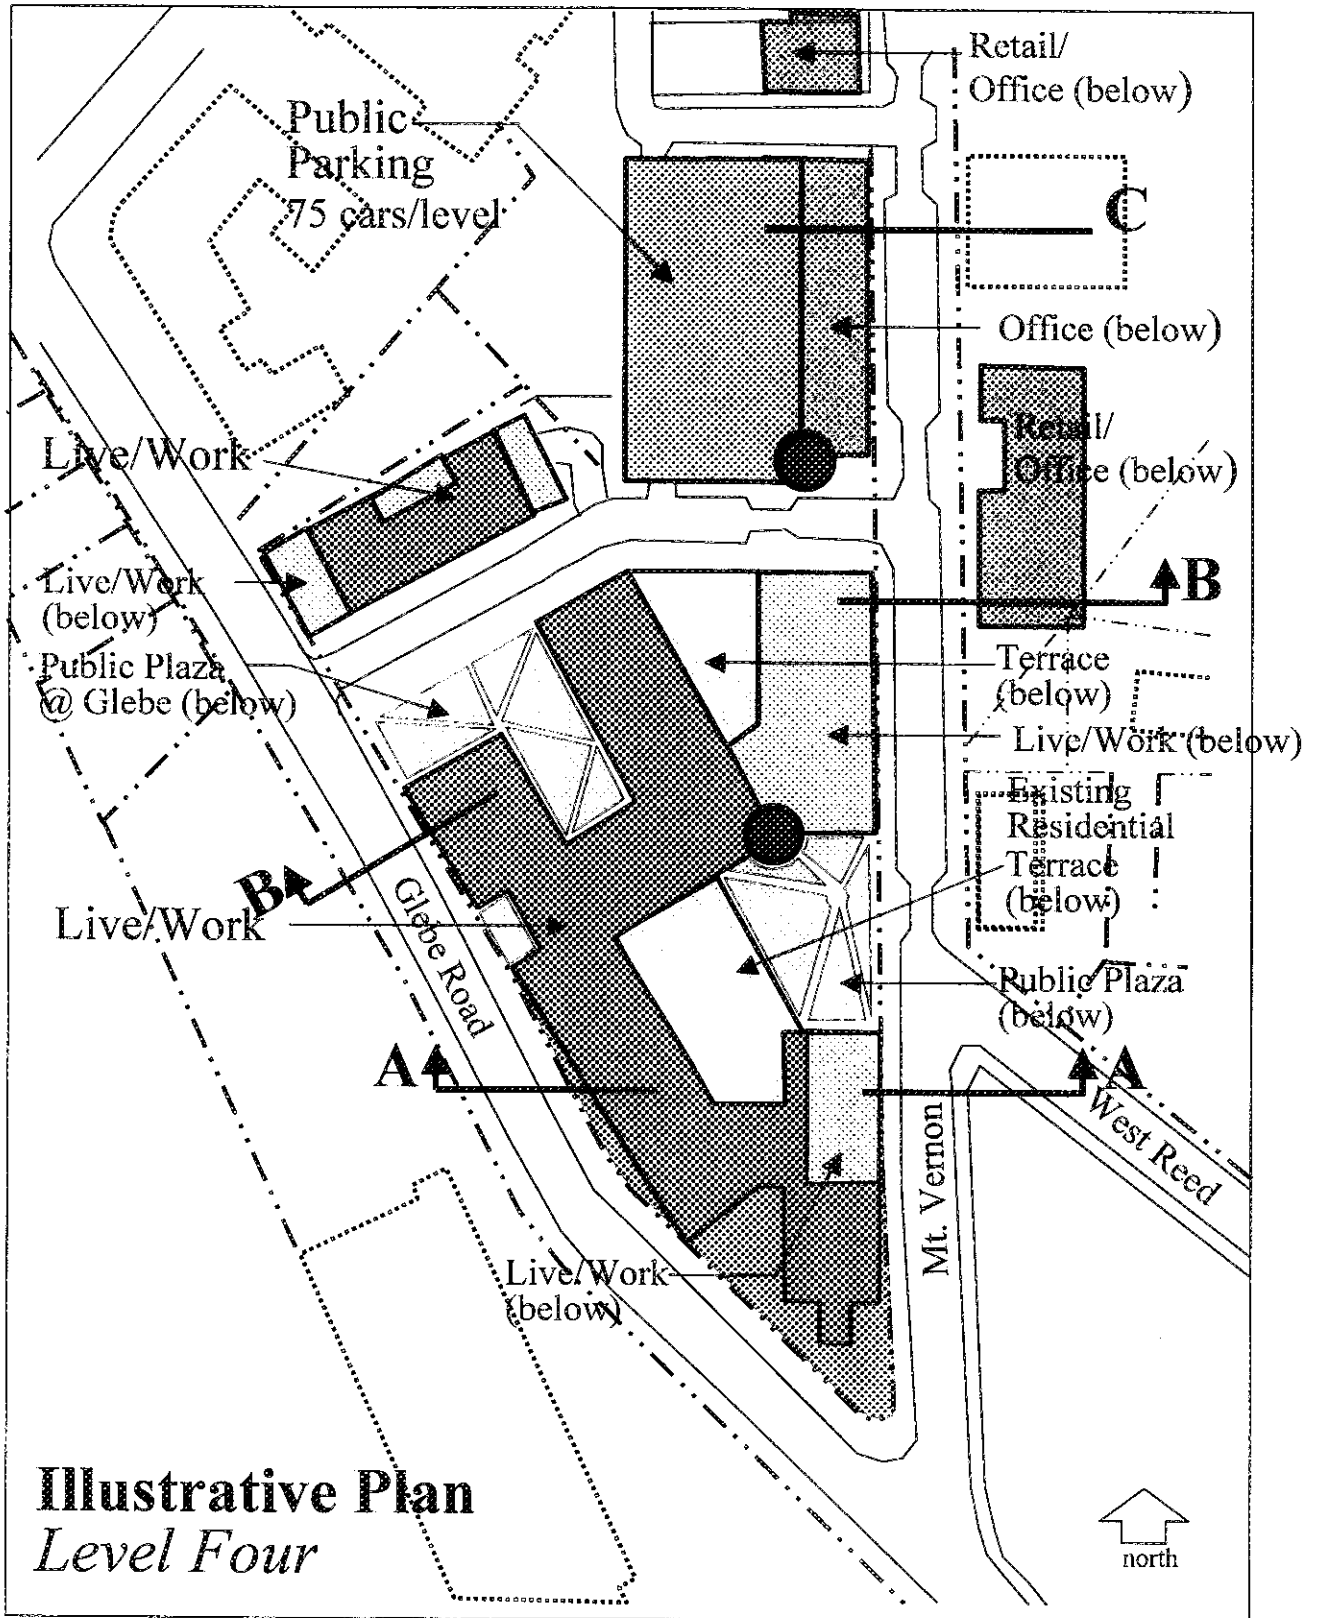 Retail/
Office (below)
Public
Parking
75 cars/level
C
Office (below)
Retail/
Office (below)
Live/Work
B
Live/Work
(below)
Public Plaza
@ Glebe (below)
Terrace
(below)
Live/Work (below)
Existing
Residential
Terrace
(below)
B
Glebe Road
Live/Work
Public Plaza
(below)
A
A
West Reed
Mt. Vernon
Live/Work
(below)
Illustrative Plan
Level Four
north